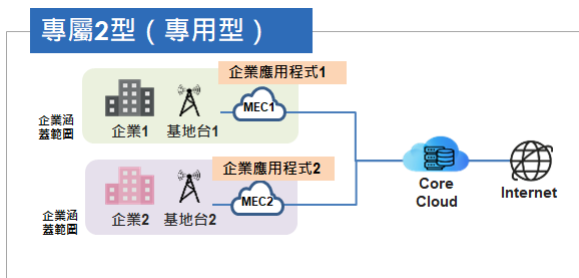 專屬2型（專用型）
企業應用程式1
MEC1
企業涵
蓋範圍
企業1
基地台1
企業應用程式2
MEC2
企業涵
蓋範圍
企業2
基地台2
Core
Cloud
Internet